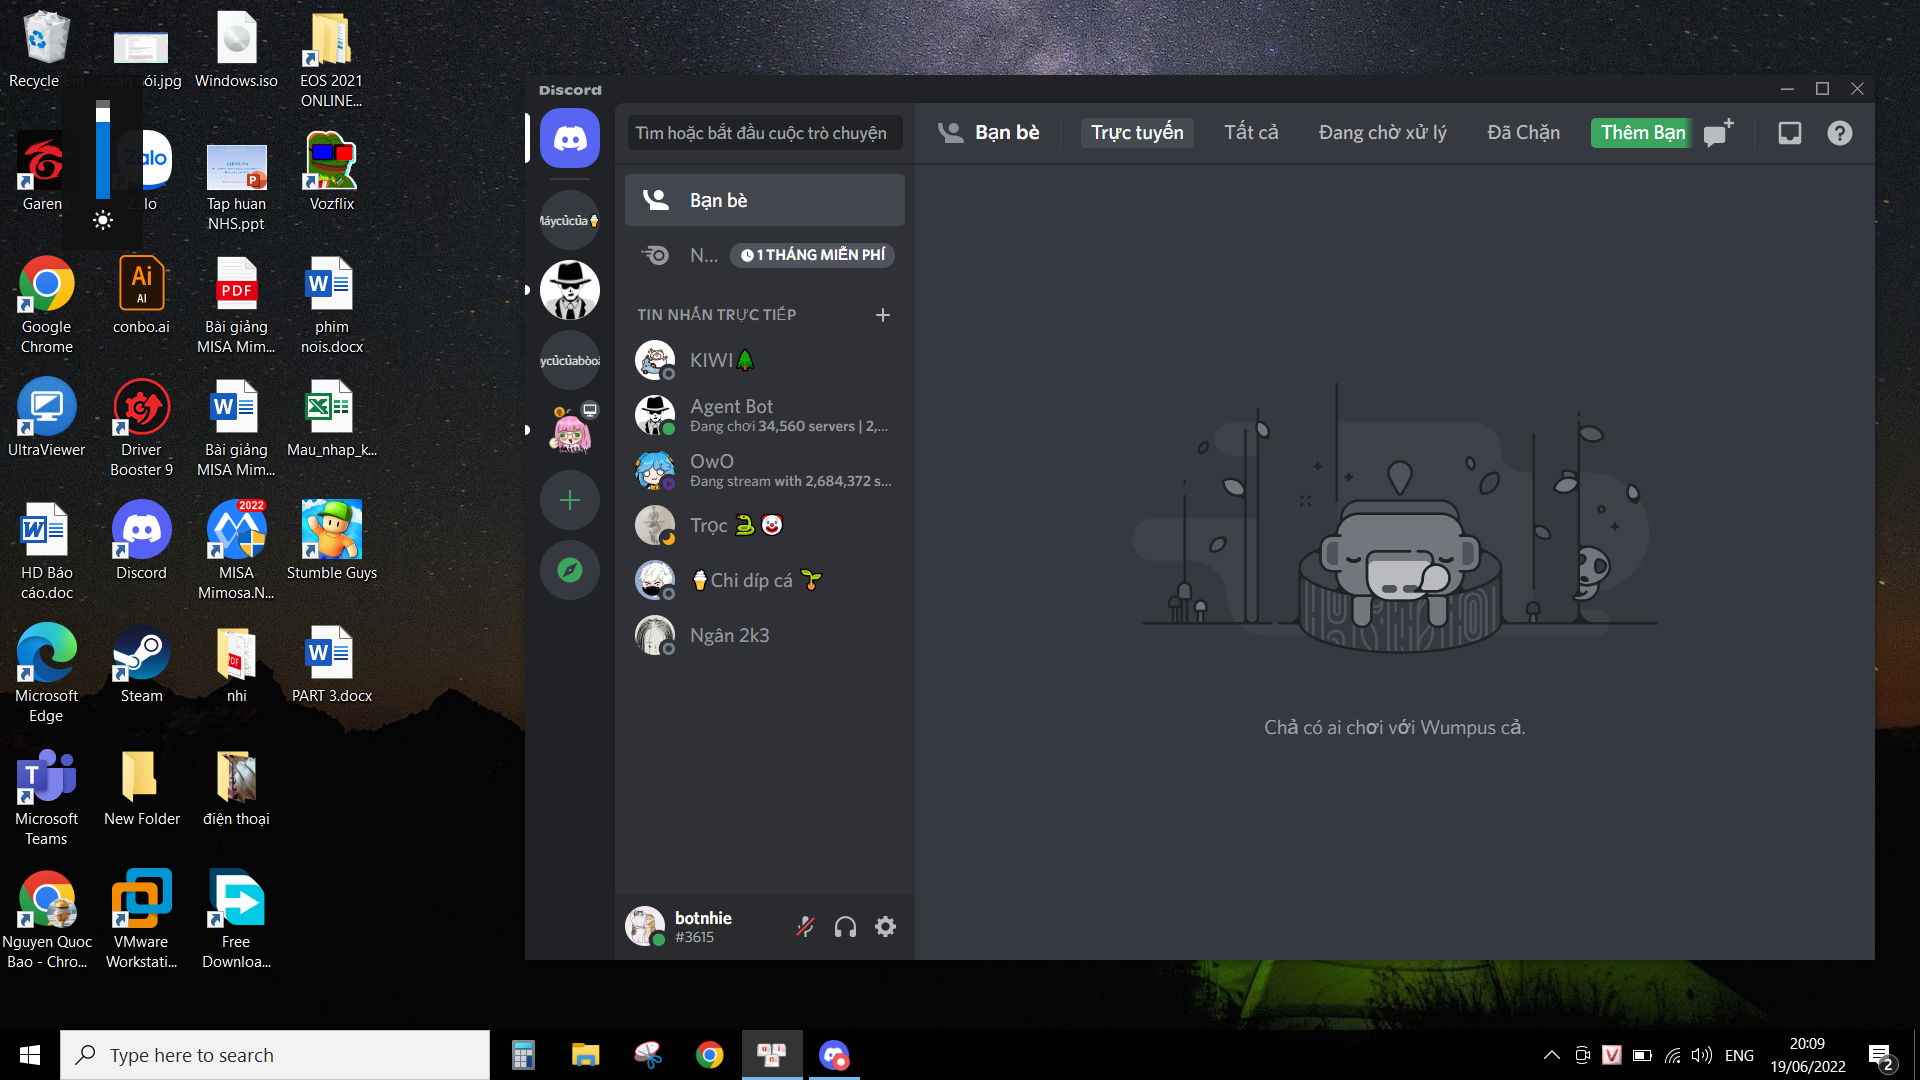 Recycle
ói.jpg
Windows.iso
EOS 2021
ONLINE...
Garen
Zalo
lo
Tap huan
NHS.ppt
Vozflix
Google
Chrome
Ai
AI
conbo.ai
PDF
Bài giảng
MISA Mim...
phim
nois.docx
UltraViewer
Driver
Booster 9
Bài giảng
MISA Mim...
Mau_nhap_k...
HD Báo
cáo.doc
Discord
2022
MISA
Mimosa.N...
Stumble Guys
Microsoft
Edge
Steam
nhi
PART 3.docx
Microsoft
Teams
New Folder
điện thoại
Nguyen Quoc
Bao - Chro...
VMware
Workstati...
Free
Downloa...
Discord
Máycủcủa
ycủcủabòoà
Tìm hoặc bắt đầu cuộc trò chuyện
Bạn bè
Trực tuyến
Tất cả
Đang chờ xử lý
Đã Chặn
Thêm Bạn
Bạn bè
N...
1 THÁNG MIỄN PHÍ
TIN NHẮN TRỰC TIẾP
KIWI🌲
Agent Bot
Đang chơi 34,560 servers | 2,...
OwO
Đang stream with 2,684,372 s...
Trọc 🐍 🤡
🍦Chi díp cá 🌱
Ngân 2k3
Chả có ai chơi với Wumpus cả.
botnhie
#3615
Type here to search
ENG
20:09
19/06/2022
2